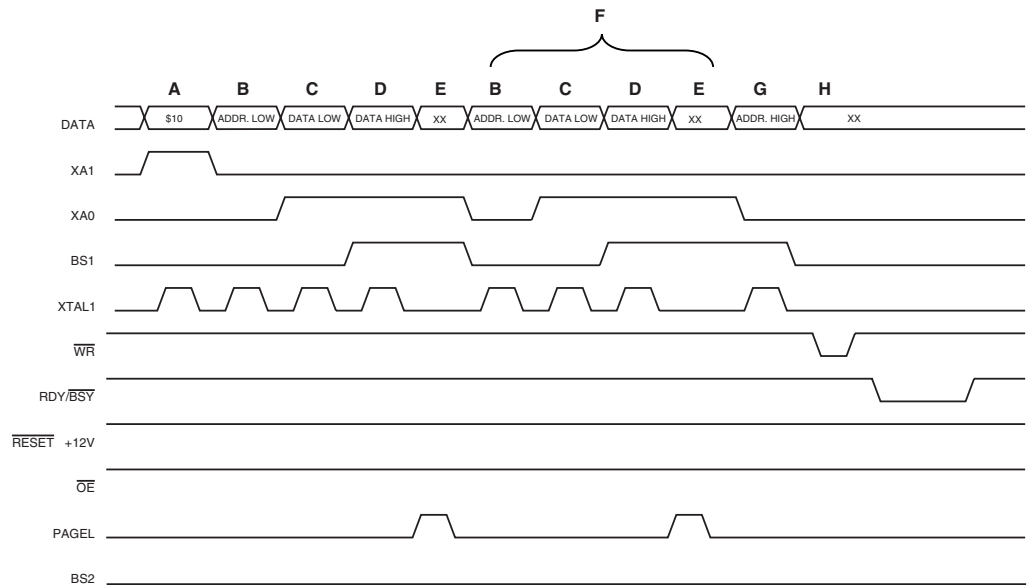 F
A B C D E B C D E G H
DATA $10 ADDR. LOW DATA LOW DATA HIGH XX ADDR. LOW DATA LOW DATA HIGH XX ADDR. HIGH XX
XA1
XA0
BS1
XTAL1
WR
RDY/BSY
RESET +12V
OE
PAGEL
BS2